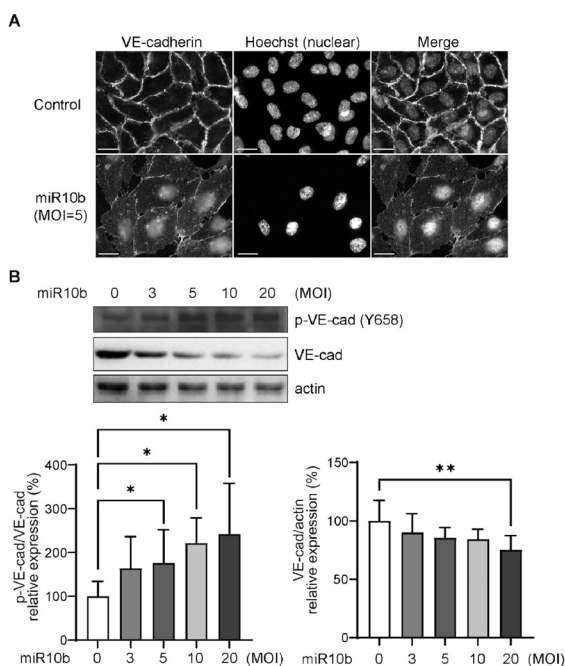 A
VE-cadherin Hoechst (nuclear) Merge
Control
miR10b
(MOI=5)
B
miR10b 0 3 5 10 20 (MOI)
p-VE-cad (Y658)
VE-cad
actin
p-VE-cad/VE-cad
relative expression (%)
400
300
200
100
0
*
*
*
miR10b 0 3 5 10 20 (MOI)
VE-cad/actin
relative expression (%)
150
100
75
50
0
**
miR10b 0 3 5 10 20 (MOI)